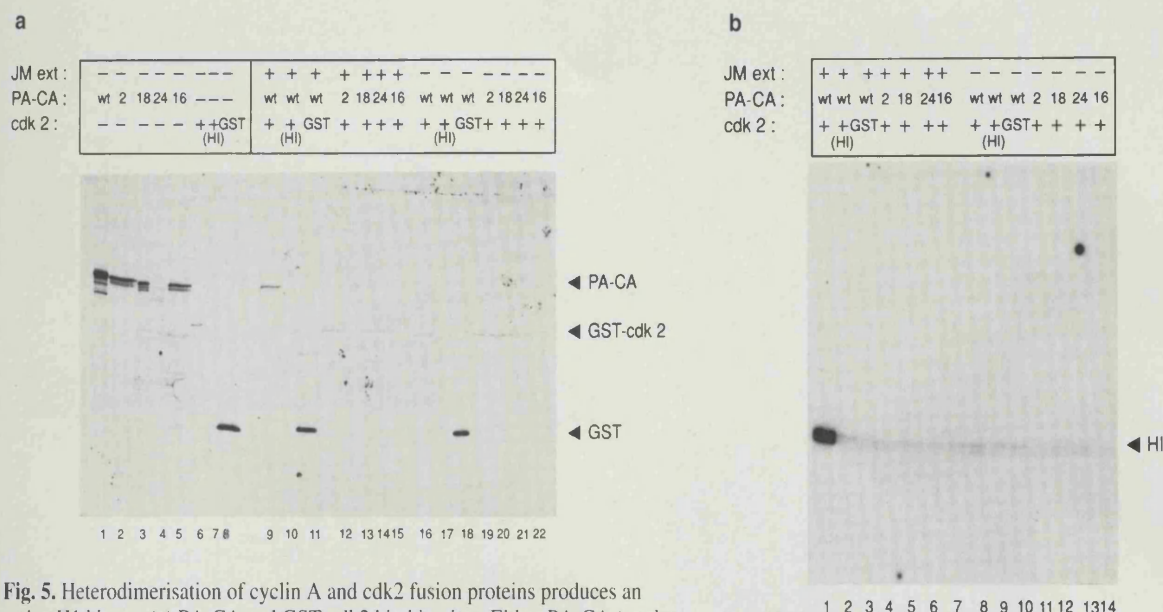 a
JM ext : – – – – – – – – + + + + + + + – – – – – – –
PA-CA : wt 2 18 24 16 – – – wt wt wt 2 18 24 16 wt wt wt 2 18 24 16
cdk 2 : – – – – – + + GST + + GST + + + + + + GST + + + +
(HI) (HI) (HI)
◀ PA-CA
◀ GST-cdk 2
◀ GST
1 2 3 4 5 6 7 8 9 10 11 12 13 14 15 16 17 18 19 20 21 22
Fig. 5. Heterodimerisation of cyclin A and cdk2 fusion proteins produces an
b
JM ext : + + + + + + + – – – – – – –
PA-CA : wt wt wt 2 18 24 16 wt wt wt 2 18 24 16
cdk 2 : + + GST + + + + + + GST + + + +
(HI) (HI)
◀ HI
1 2 3 4 5 6 7 8 9 10 11 12 13 14